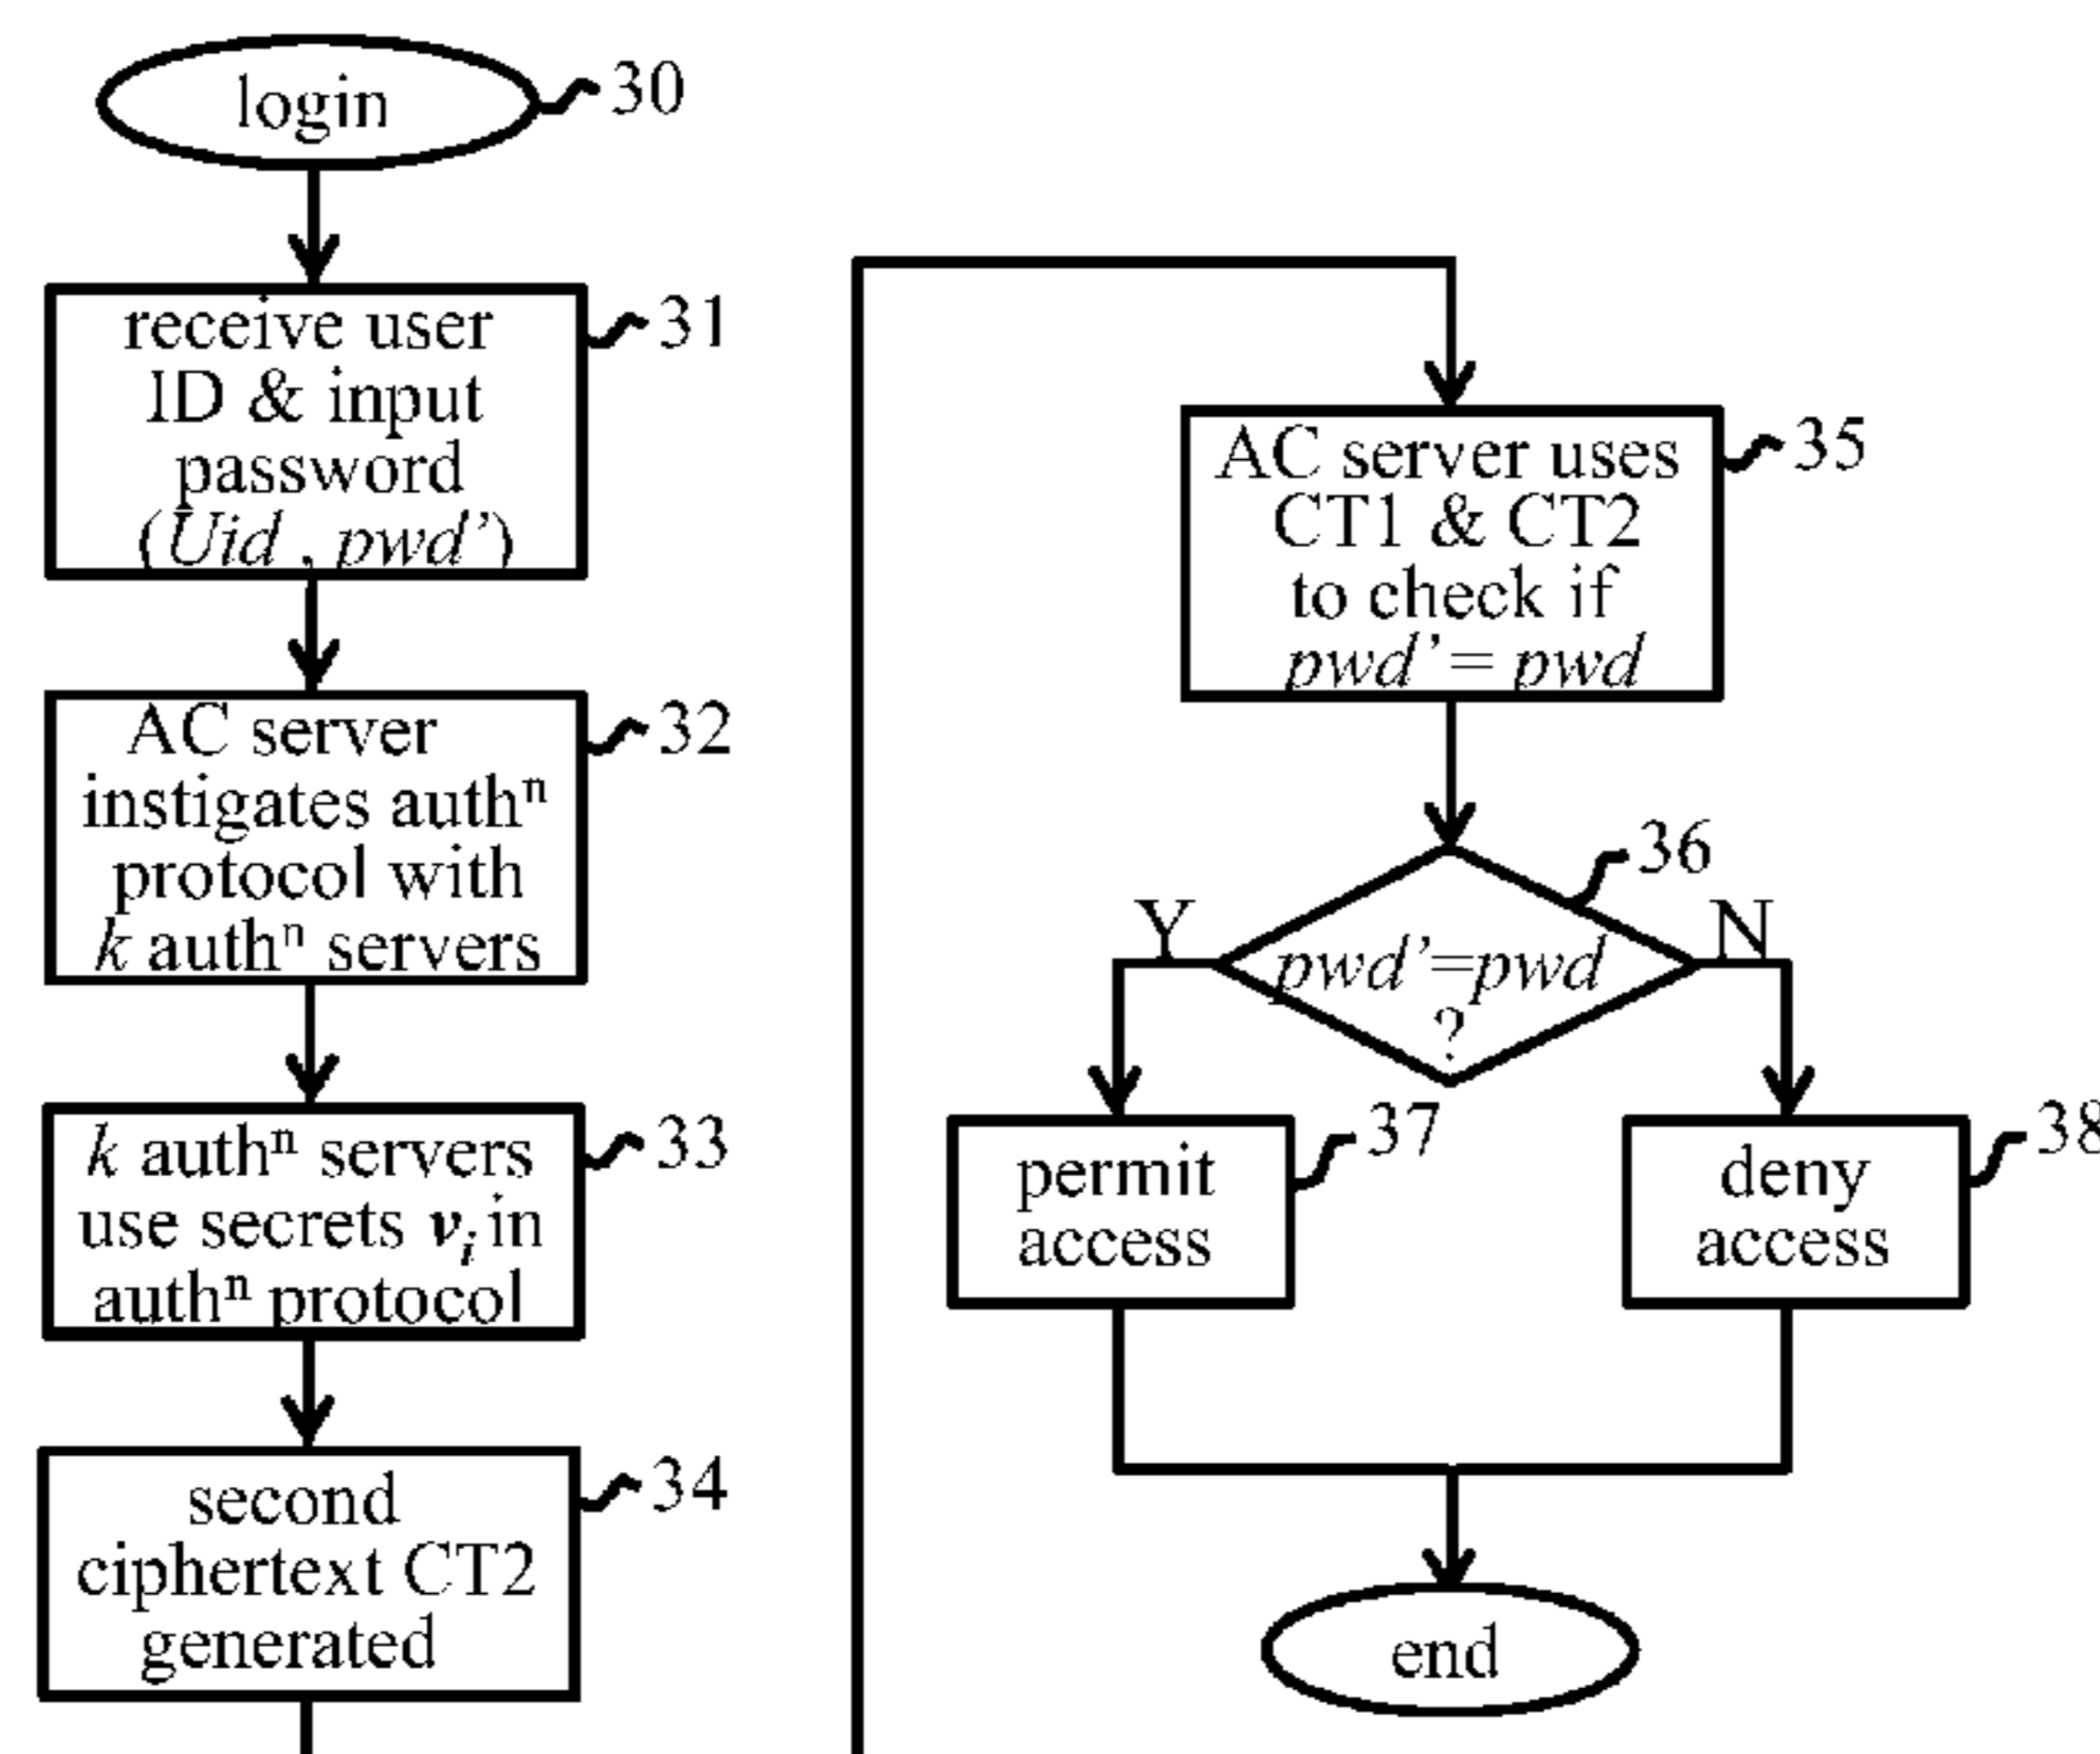 login
30
receive user
ID & input
password
(Uid , pwd’)
31
AC server
instigates authⁿ
protocol with
k authⁿ servers
32
k authⁿ servers
use secrets vᵢ in
authⁿ protocol
33
second
ciphertext CT2
generated
34
AC server uses
CT1 & CT2
to check if
pwd’= pwd
35
36
Y
N
pwd’=pwd
?
permit
access
37
deny
access
38
end